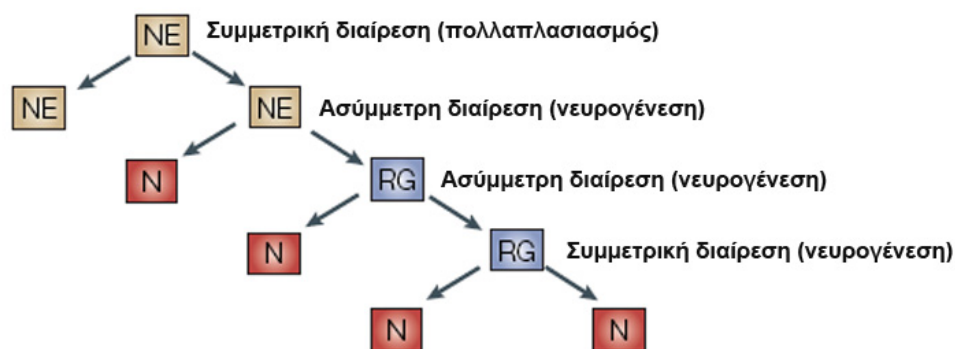 NE Συμμετρική διαίρεση (πολλαπλασιασμός)
NE NE Ασύμμετρη διαίρεση (νευρογένεση)
N RG Ασύμμετρη διαίρεση (νευρογένεση)
N RG Συμμετρική διαίρεση (νευρογένεση)
N N